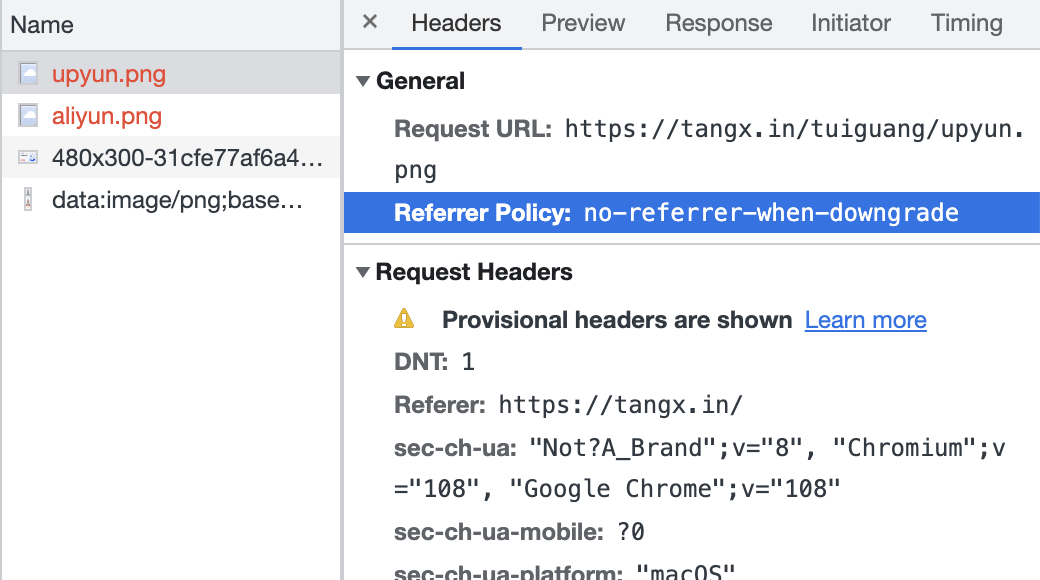 Name
× Headers Preview Response Initiator Timing
upyun.png
aliyun.png
480x300-31cfe77af6a4...
data:image/png;base...
▼ General
Request URL: https://tangx.in/tuiguang/upyun.
png
Referrer Policy: no-referrer-when-downgrade
▼ Request Headers
Provisional headers are shown Learn more
DNT: 1
Referer: https://tangx.in/
sec-ch-ua: "Not?A_Brand";v="8", "Chromium";v
="108", "Google Chrome";v="108"
sec-ch-ua-mobile: ?0
sec-ch-ua-platform: "macOS"